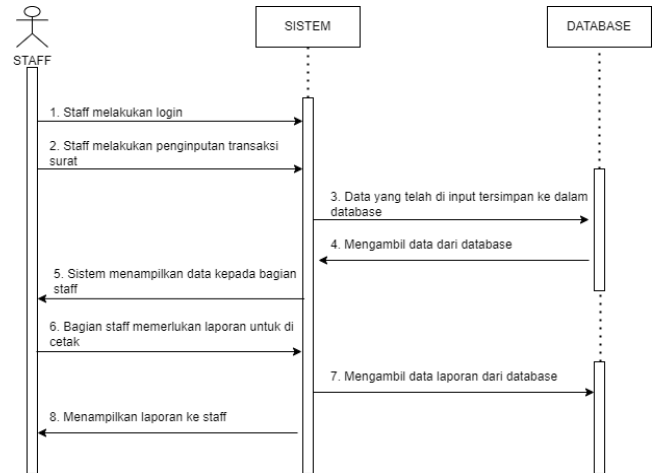 STAFF
SISTEM
DATABASE
1. Staff melakukan login
2. Staff melakukan penginputan transaksi
surat
3. Data yang telah di input tersimpan ke dalam
database
4. Mengambil data dari database
5. Sistem menampilkan data kepada bagian
staff
6. Bagian staff memerlukan laporan untuk di
cetak
7. Mengambil data laporan dari database
8. Menampilkan laporan ke staff